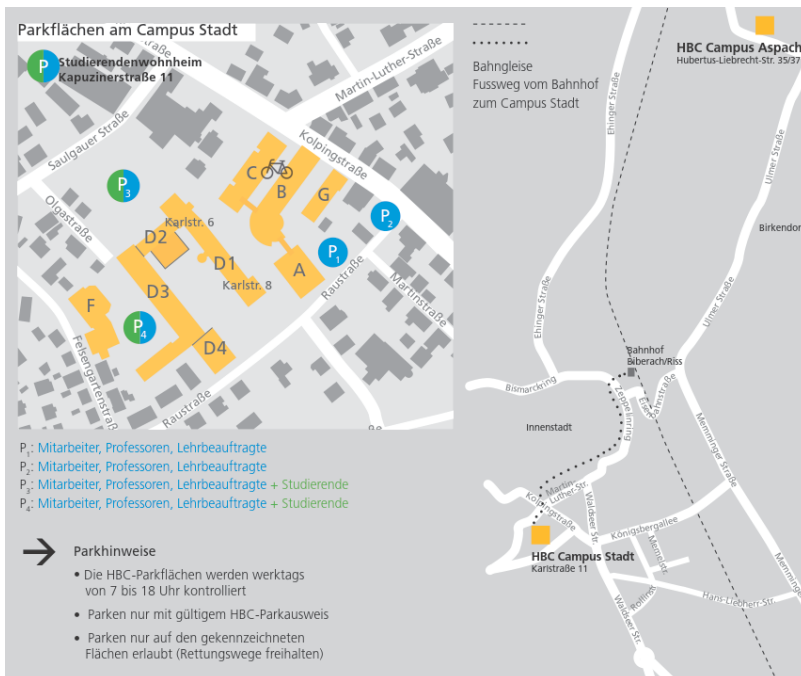 Parkflächen am Campus Stadt
P
Studierendenwohnheim
Kapuzinerstraße 11
Martin-Luther-Straße
Saulgauer Straße
Kolpingstraße
C
B
G
P3
Olgastraße
Karlstr. 6
P2
D2
D1
A
P1
Karlstr. 8
Raustraße
Martinstraße
D3
F
P4
D4
Felsengartenstraße
Raustraße
P1: Mitarbeiter, Professoren, Lehrbeauftragte
P2: Mitarbeiter, Professoren, Lehrbeauftragte
P3: Mitarbeiter, Professoren, Lehrbeauftragte + Studierende
P4: Mitarbeiter, Professoren, Lehrbeauftragte + Studierende
Parkhinweise
• Die HBC-Parkflächen werden werktags
von 7 bis 18 Uhr kontrolliert
• Parken nur mit gültigem HBC-Parkausweis
• Parken nur auf den gekennzeichneten
Flächen erlaubt (Rettungswege freihalten)
Bahngleise
Fussweg vom Bahnhof
zum Campus Stadt
HBC Campus Aspach
Hubertus-Liebrecht-Str. 35/37
Ehinger Straße
Ulmer Straße
Birkendor
Ehinger Straße
Ulmer Straße
Bahnhof
Biberach/Riss
Bismarckring
Zeppelinring
Innenstadt
Memminger Straße
Martin-
Luther-Str.
Kolpingstraße
Waldseer Str.
Königsbergallee
HBC Campus Stadt
Karlstraße 11
Memelstr.
Hans-Liebherr-Str.
Waldseer Str.
Memminger Straße